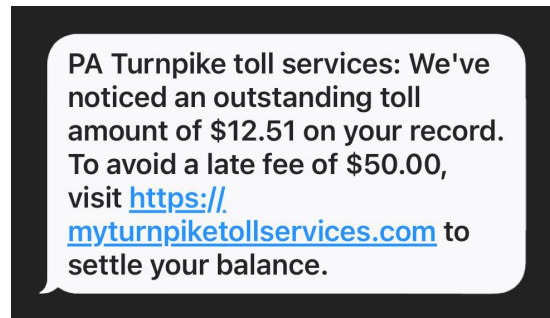 PA Turnpike toll services: We've
noticed an outstanding toll
amount of $12.51 on your record.
To avoid a late fee of $50.00,
visit https://
myturnpiketollservices.com to
settle your balance.